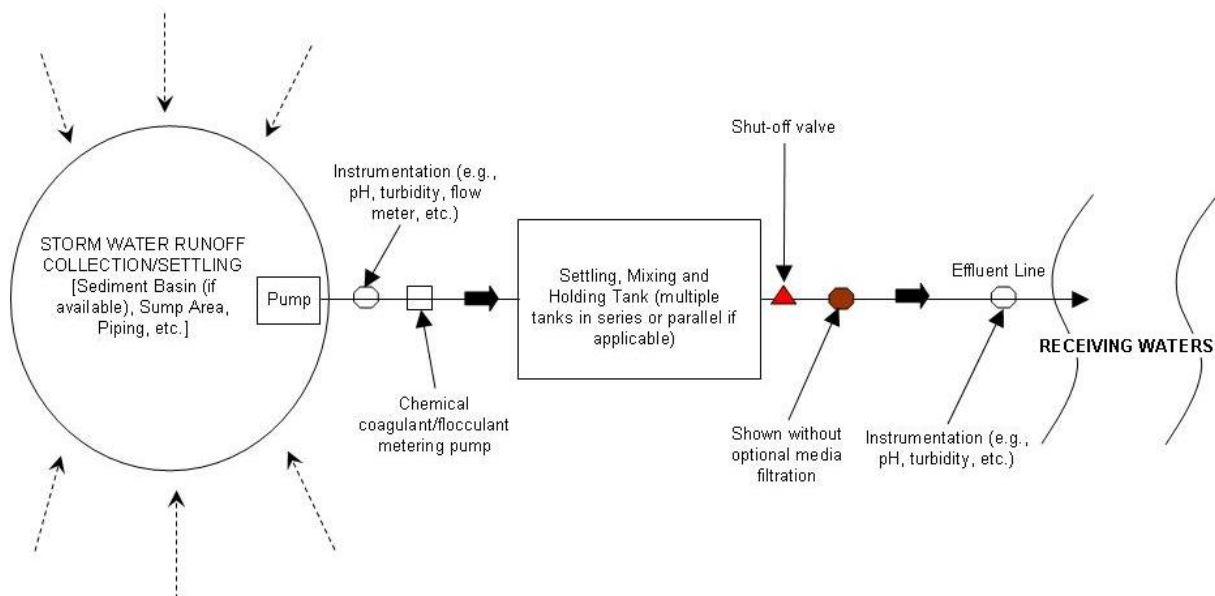 Shut-off valve
Instrumentation (e.g.,
pH, turbidity, flow
meter, etc.)
STORM WATER RUNOFF
COLLECTION/SETTLING
[Sediment Basin (if
available), Sump Area,
Piping, etc.]
Pump
Settling, Mixing and
Holding Tank (multiple
tanks in series or parallel if
applicable)
Effluent Line
RECEIVING WATERS
Chemical
coagulant/flocculant
metering pump
Shown without
optional media
filtration
Instrumentation (e.g.,
pH, turbidity, etc.)